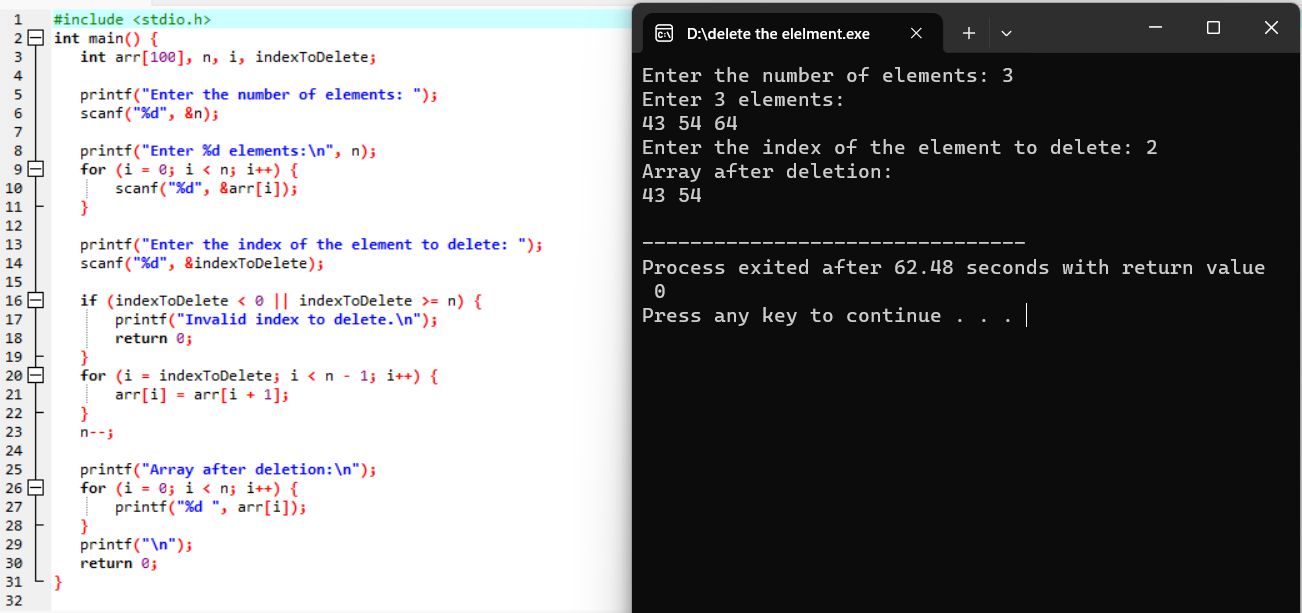 1 #include <stdio.h>
2 int main() {
3 int arr[100], n, i, indexToDelete;
4
5 printf("Enter the number of elements: ");
6 scanf("%d", &n);
7
8 printf("Enter %d elements:\n", n);
9 for (i = 0; i < n; i++) {
10 scanf("%d", &arr[i]);
11 }
12
13 printf("Enter the index of the element to delete: ");
14 scanf("%d", &indexToDelete);
15
16 if (indexToDelete < 0 || indexToDelete >= n) {
17 printf("Invalid index to delete.\n");
18 return 0;
19 }
20 for (i = indexToDelete; i < n - 1; i++) {
21 arr[i] = arr[i + 1];
22 }
23 n--;
24
25 printf("Array after deletion:\n");
26 for (i = 0; i < n; i++) {
27 printf("%d ", arr[i]);
28 }
29 printf("\n");
30 return 0;
31 }
32
D:\delete the elelment.exe
Enter the number of elements: 3
Enter 3 elements:
43 54 64
Enter the index of the element to delete: 2
Array after deletion:
43 54
--------------------------------
Process exited after 62.48 seconds with return value
0
Press any key to continue . . .